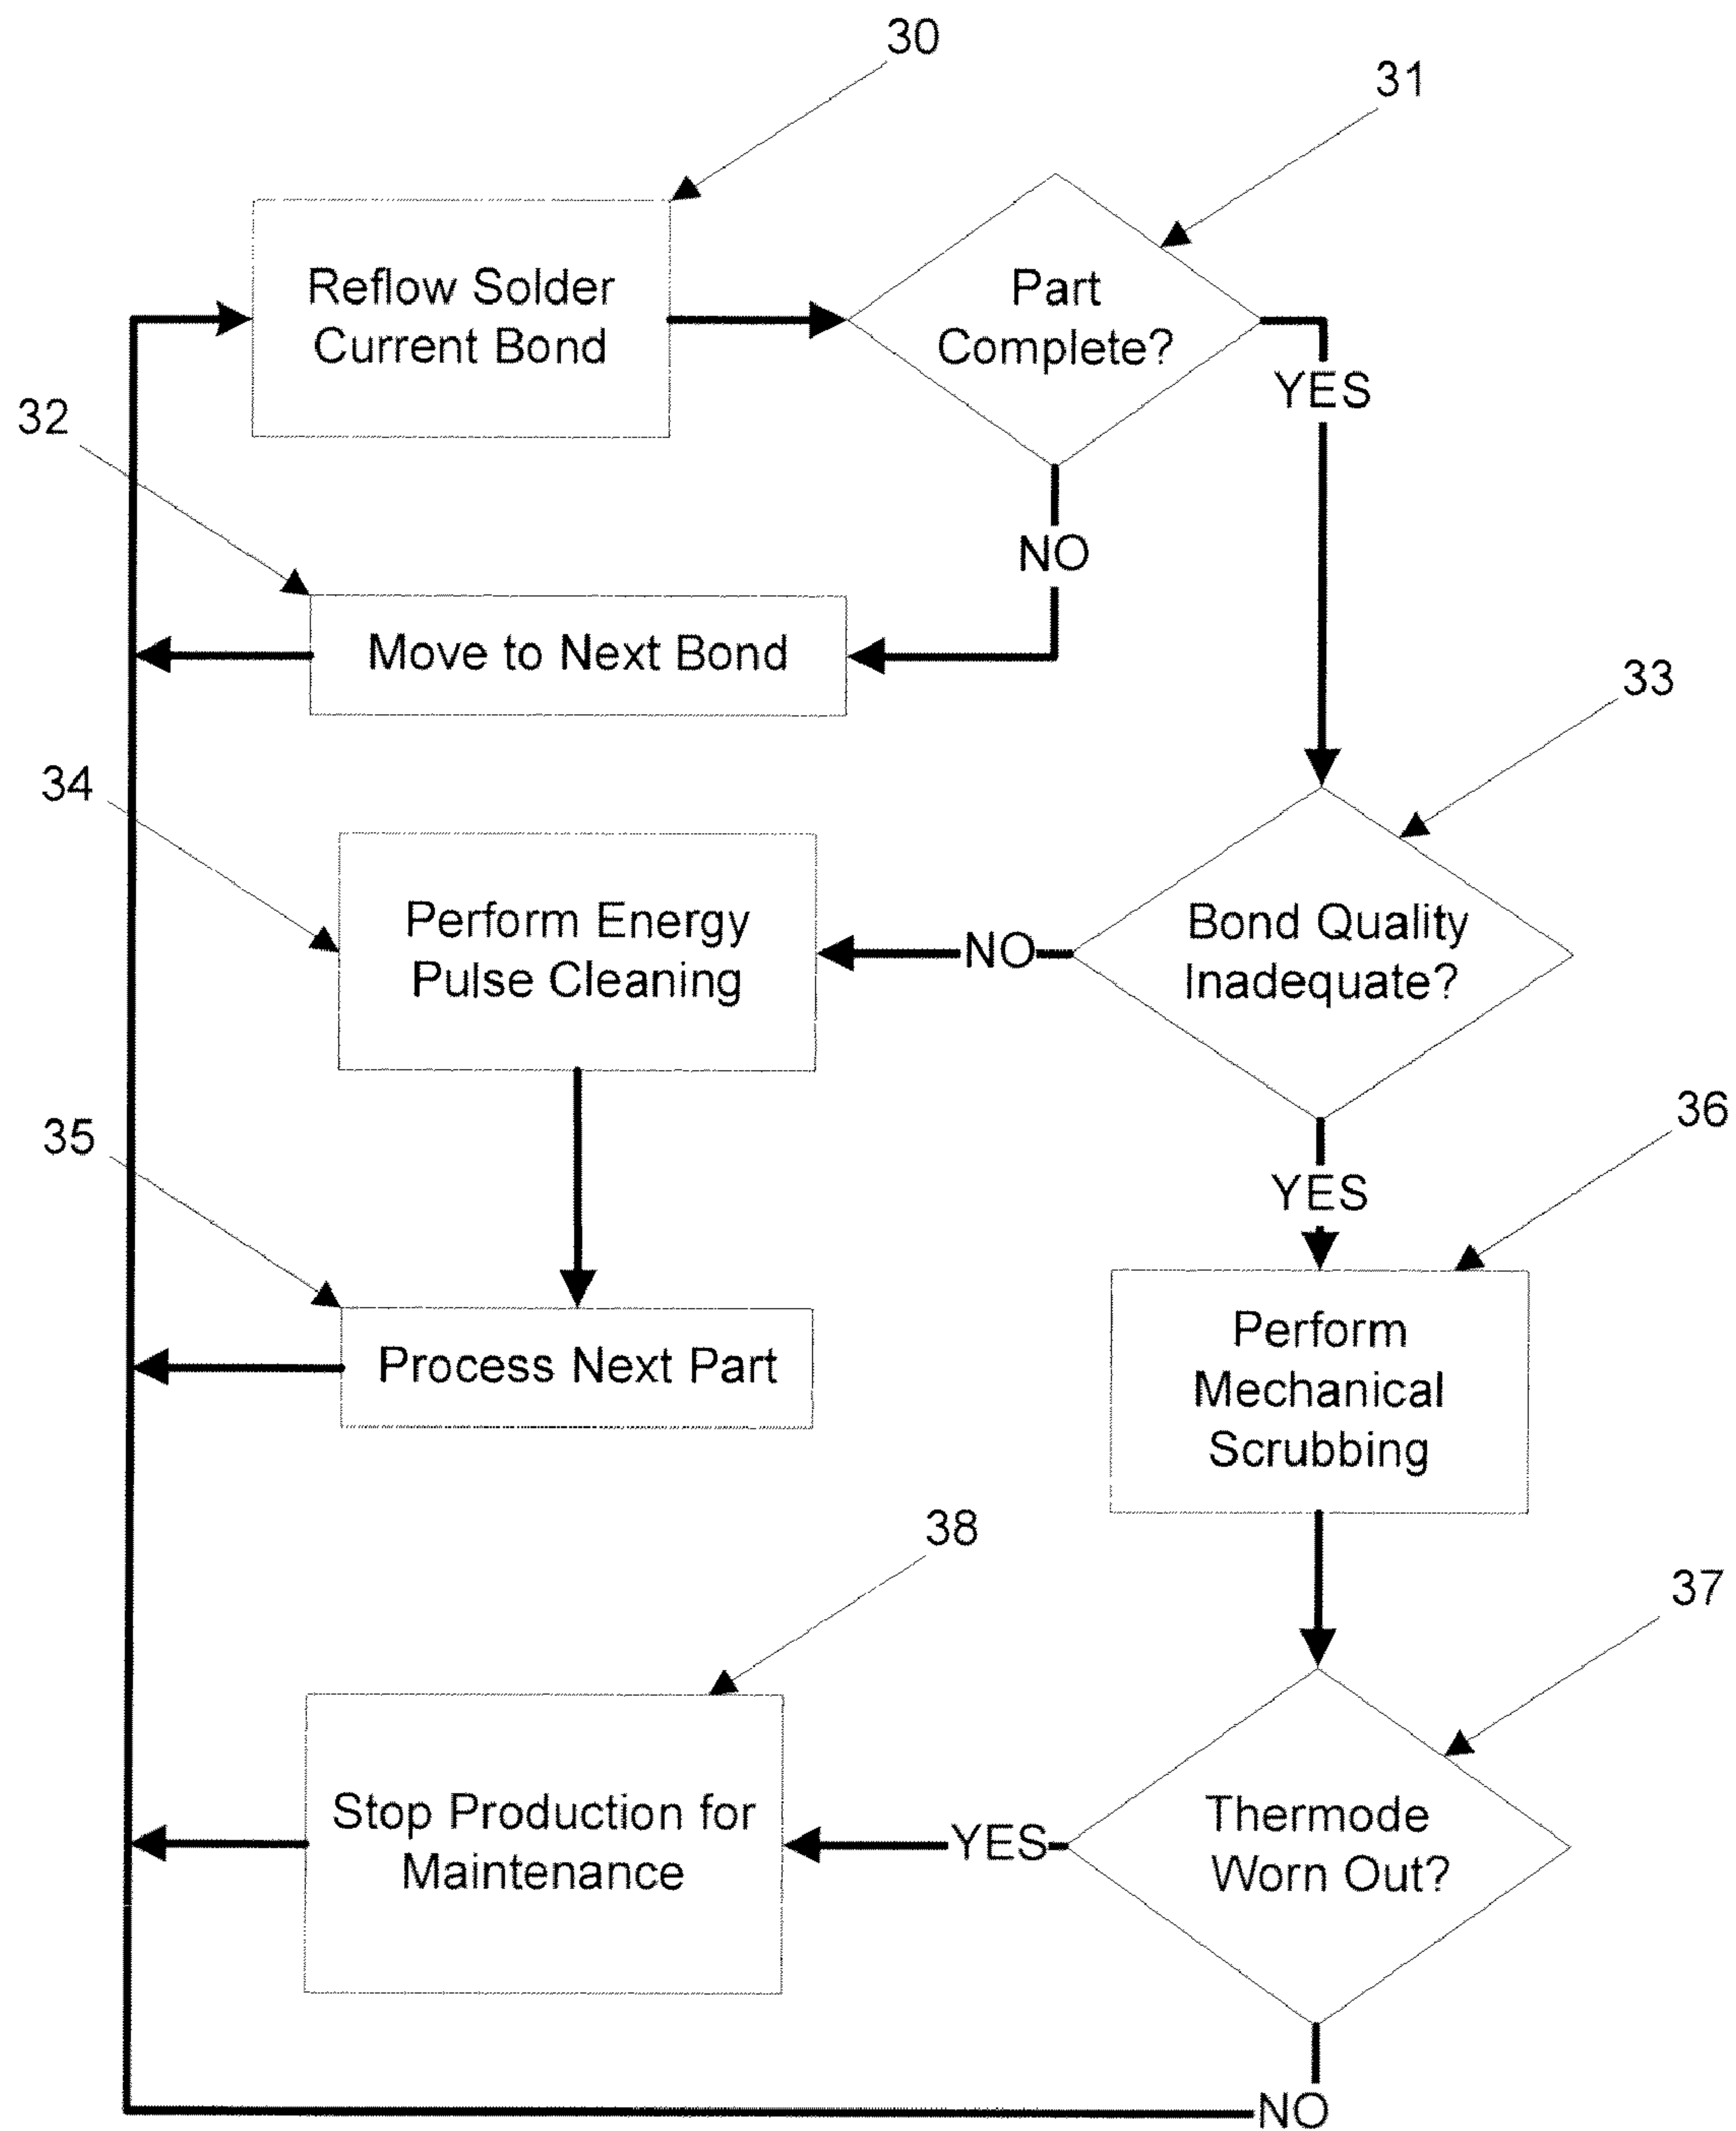 30
31
Reflow Solder
Current Bond
Part
Complete?
YES
32
NO
Move to Next Bond
33
34
Perform Energy
Pulse Cleaning
NO
Bond Quality
Inadequate?
35
36
YES
Process Next Part
Perform
Mechanical
Scrubbing
38
37
Stop Production for
Maintenance
YES
Thermode
Worn Out?
NO